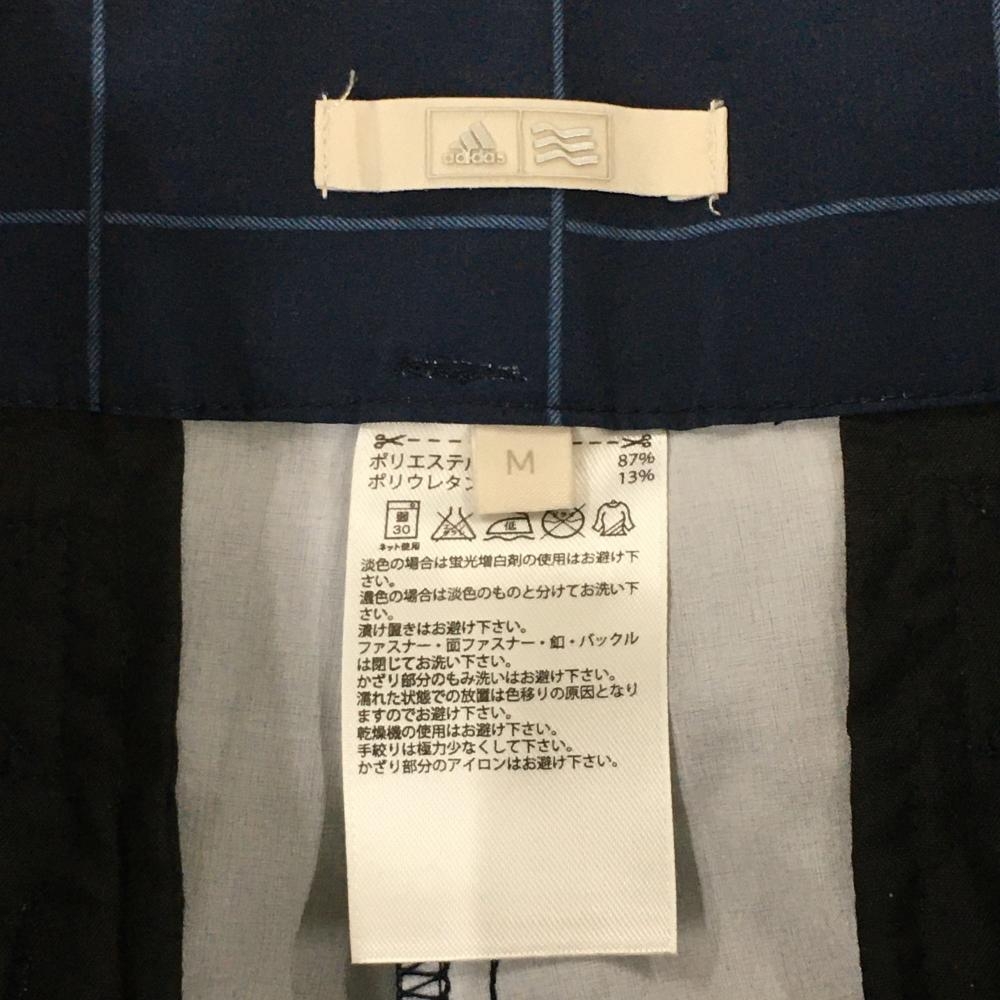 adidas
M
ポリエステル 87%
ポリウレタン 13%
弱
30
ネット使用
低
淡色の場合は蛍光増白剤の使用はお避け下
さい。
濃色の場合は淡色のものと分けてお洗い下
さい。
漬け置きはお避け下さい。
ファスナー・面ファスナー・釦・バックル
は閉じてお洗い下さい。
かざり部分のもみ洗いはお避け下さい。
濡れた状態での放置は色移りの原因となり
ますのでお避け下さい。
乾燥機の使用はお避け下さい。
手絞りは極力少なくして下さい。
かざり部分のアイロンはお避け下さい。